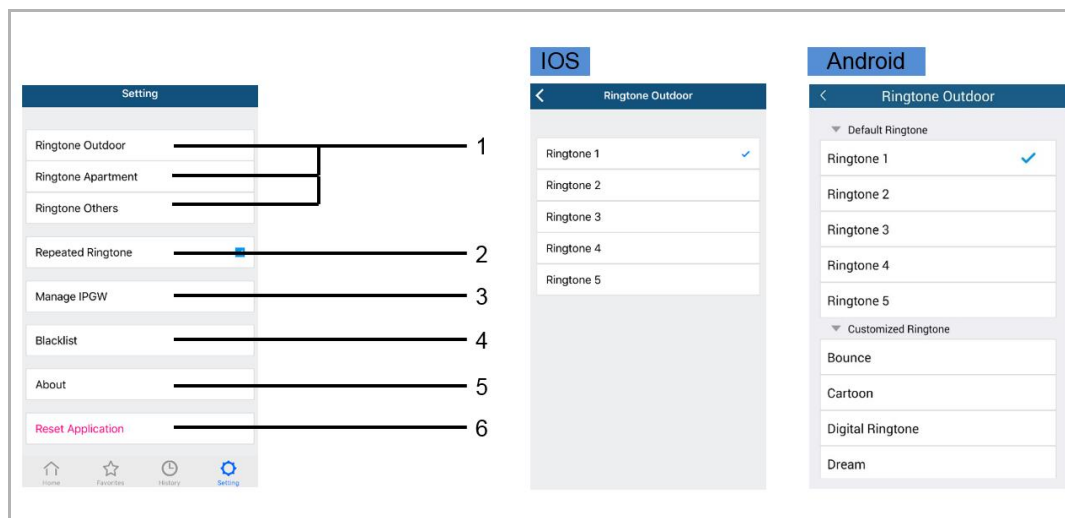 Setting
Ringtone Outdoor
1
Ringtone Apartment
Ringtone Others
Repeated Ringtone
2
Manage IPGW
3
Blacklist
4
About
5
Reset Application
6
Home Favorites History Setting
IOS
Ringtone Outdoor
Ringtone 1
Ringtone 2
Ringtone 3
Ringtone 4
Ringtone 5
Android
Ringtone Outdoor
Default Ringtone
Ringtone 1
Ringtone 2
Ringtone 3
Ringtone 4
Ringtone 5
Customized Ringtone
Bounce
Cartoon
Digital Ringtone
Dream